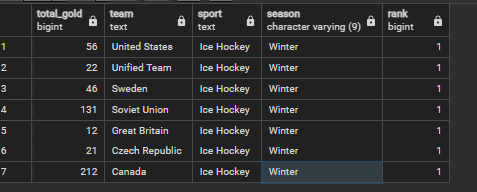 total_gold team sport season rank
bigint text text character varying (9) bigint
1 56 United States Ice Hockey Winter 1
2 22 Unified Team Ice Hockey Winter 1
3 46 Sweden Ice Hockey Winter 1
4 131 Soviet Union Ice Hockey Winter 1
5 12 Great Britain Ice Hockey Winter 1
6 21 Czech Republic Ice Hockey Winter 1
7 212 Canada Ice Hockey Winter 1